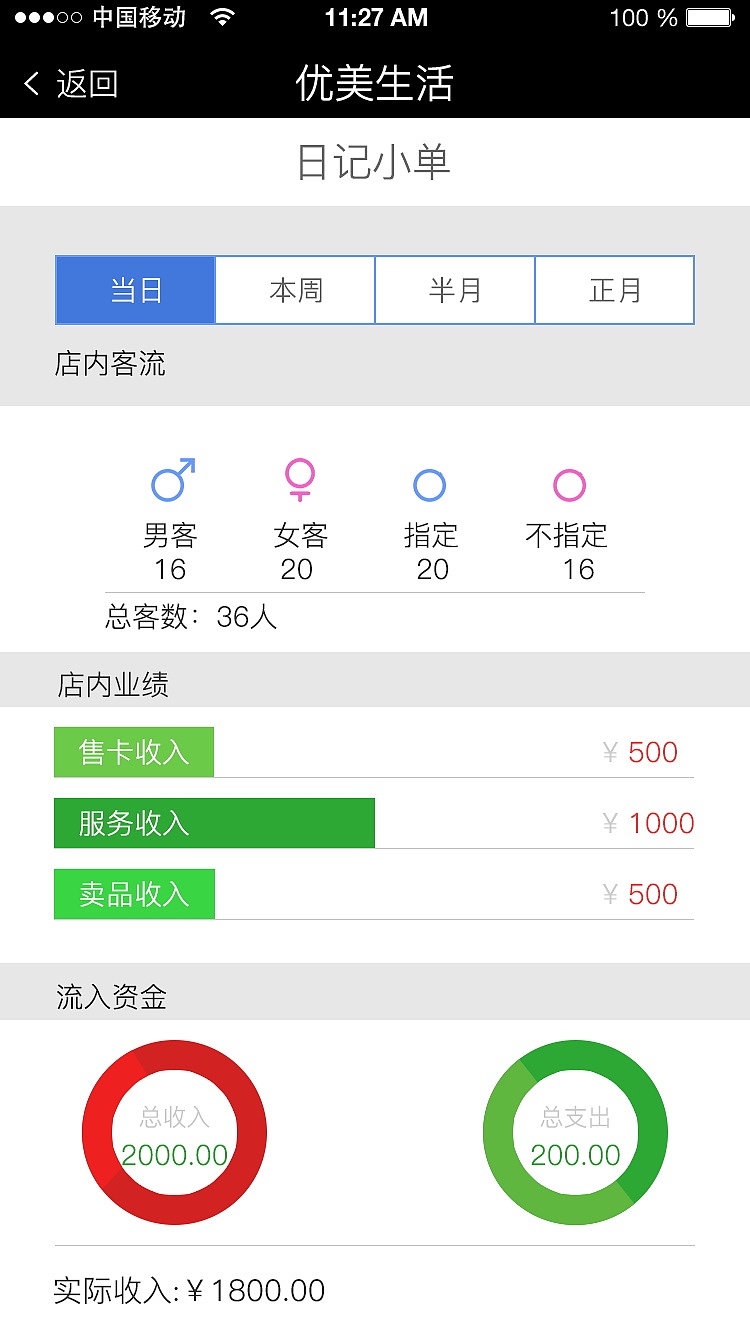 中国移动 11:27 AM 100 %
返回 优美生活
日记小单
当日 本周 半月 正月
店内客流
男客 女客 指定 不指定
16 20 20 16
总客数：36人
店内业绩
售卡收入 ¥ 500
服务收入 ¥ 1000
卖品收入 ¥ 500
流入资金
总收入 总支出
2000.00 200.00
实际收入:¥1800.00